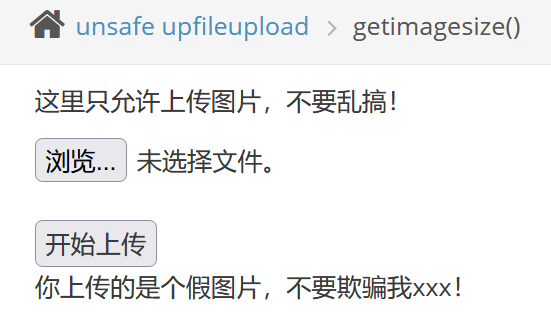 unsafe upfileupload > getimagesize()
这里只允许上传图片，不要乱搞！
浏览... 未选择文件。
开始上传
你上传的是个假图片，不要欺骗我xxx！